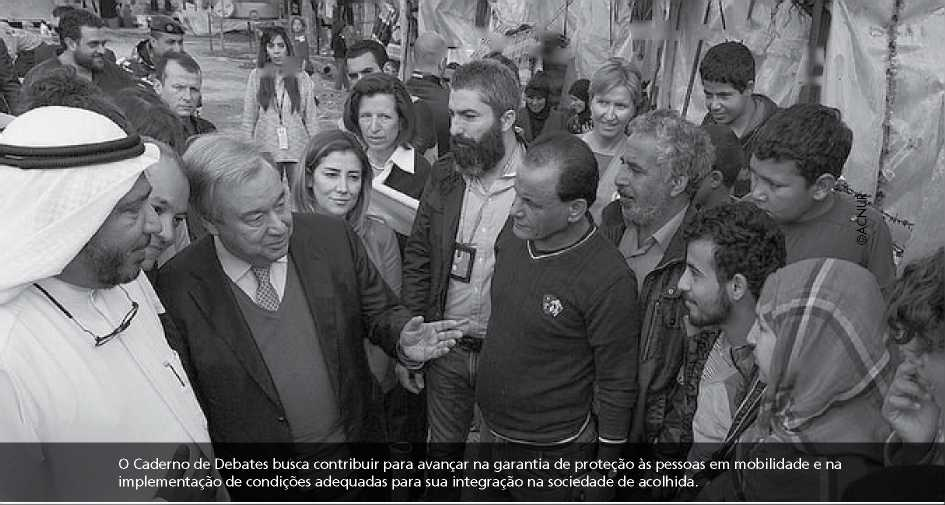 ©ACNUR
O Caderno de Debates busca contribuir para avançar na garantia de proteção às pessoas em mobilidade e na
implementação de condições adequadas para sua integração na sociedade de acolhida.